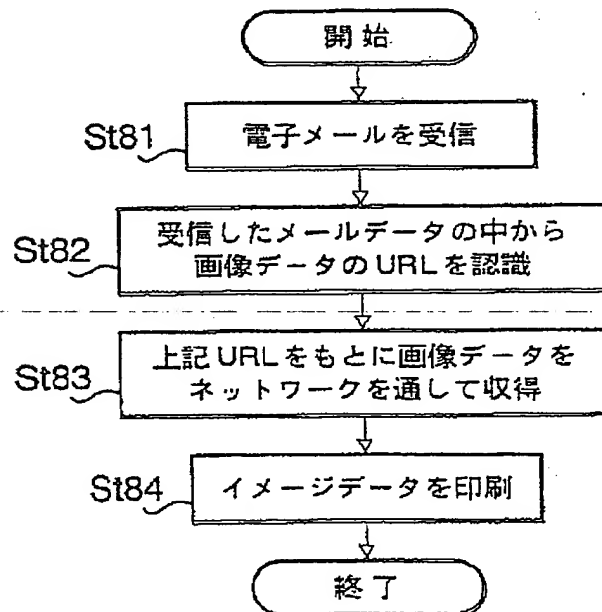 開始
St81
電子メールを受信
St82
受信したメールデータの中から
画像データのURLを認識
St83
上記URLをもとに画像データを
ネットワークを通して収得
St84
イメージデータを印刷
終了